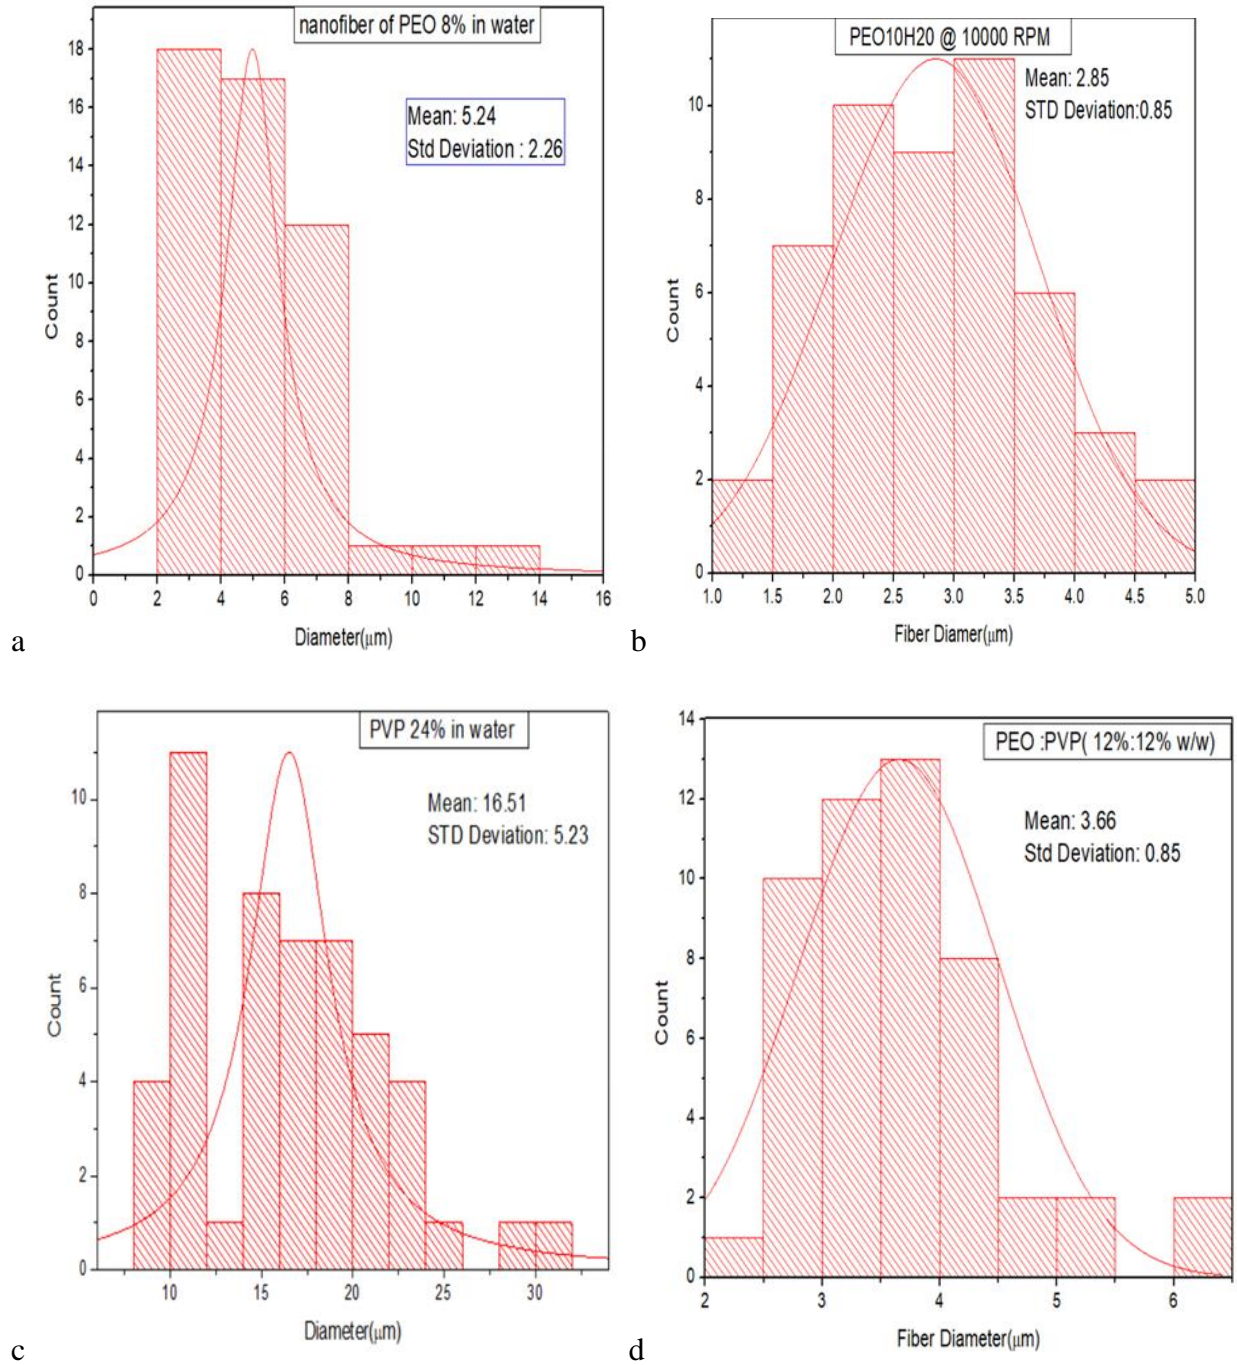 nanofiber of PEO 8% in water
Mean: 5.24
Std Deviation : 2.26
18
16
14
12
10
8
6
4
2
0
Count
0 2 4 6 8 10 12 14 16
Diameter(μm)
a
PEO10H20 @ 10000 RPM
Mean: 2.85
STD Deviation:0.85
10
8
6
4
2
0
Count
1.0 1.5 2.0 2.5 3.0 3.5 4.0 4.5 5.0
Fiber Diamer(μm)
b
PVP 24% in water
Mean: 16.51
STD Deviation: 5.23
10
8
6
4
2
0
Count
10 15 20 25 30
Diameter(μm)
c
PEO :PVP( 12%:12% w/w)
Mean: 3.66
Std Deviation: 0.85
14
12
10
8
6
4
2
0
Count
2 3 4 5 6
Fiber Diameter(μm)
d